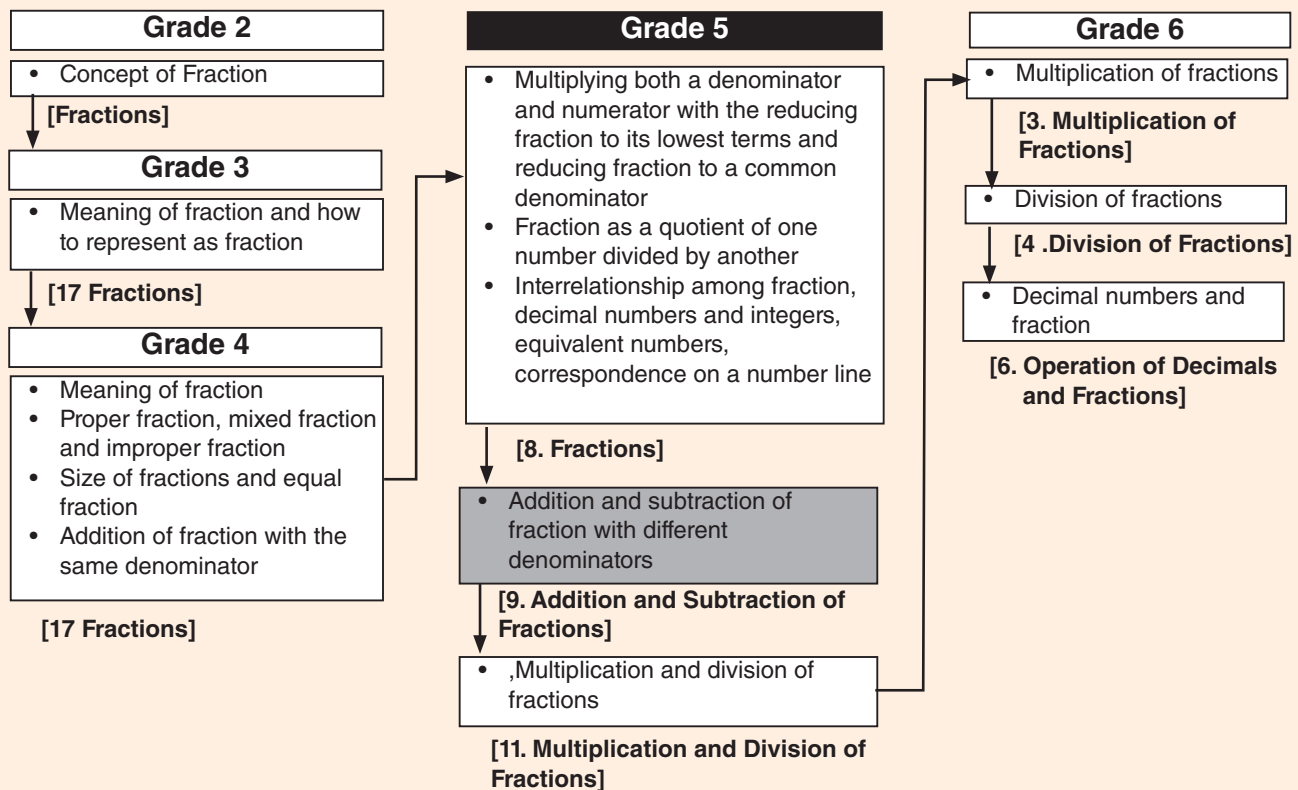 Grade 2
• Concept of Fraction
[Fractions]
Grade 3
• Meaning of fraction and how
to represent as fraction
[17 Fractions]
Grade 4
• Meaning of fraction
• Proper fraction, mixed fraction
and improper fraction
• Size of fractions and equal
fraction
• Addition of fraction with the
same denominator
[17 Fractions]
Grade 5
• Multiplying both a denominator
and numerator with the reducing
fraction to its lowest terms and
reducing fraction to a common
denominator
• Fraction as a quotient of one
number divided by another
• Interrelationship among fraction,
decimal numbers and integers,
equivalent numbers,
correspondence on a number line
[8. Fractions]
• Addition and subtraction of
fraction with different
denominators
[9. Addition and Subtraction of
Fractions]
• ,Multiplication and division of
fractions
[11. Multiplication and Division of
Fractions]
Grade 6
• Multiplication of fractions
[3. Multiplication of
Fractions]
• Division of fractions
[4 .Division of Fractions]
• Decimal numbers and
fraction
[6. Operation of Decimals
and Fractions]